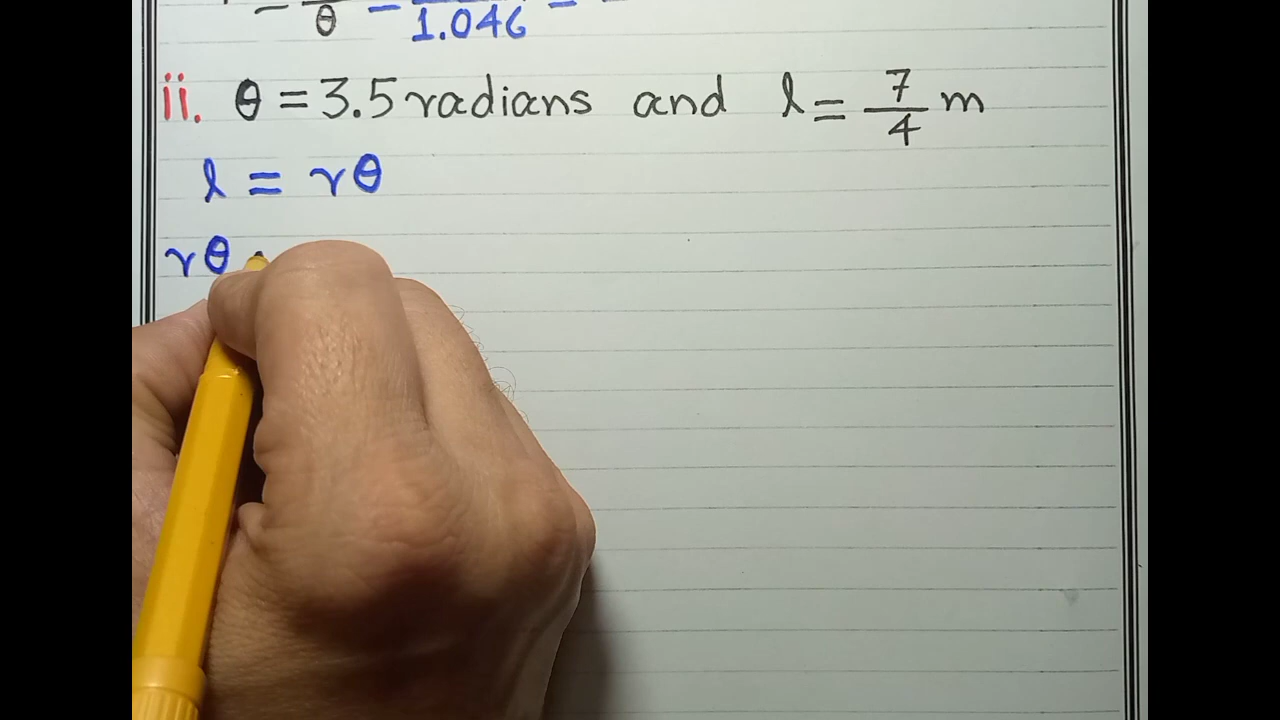 θ 1.046
ii. θ = 3.5 radians and l = 7/4 m
l = rθ
rθ